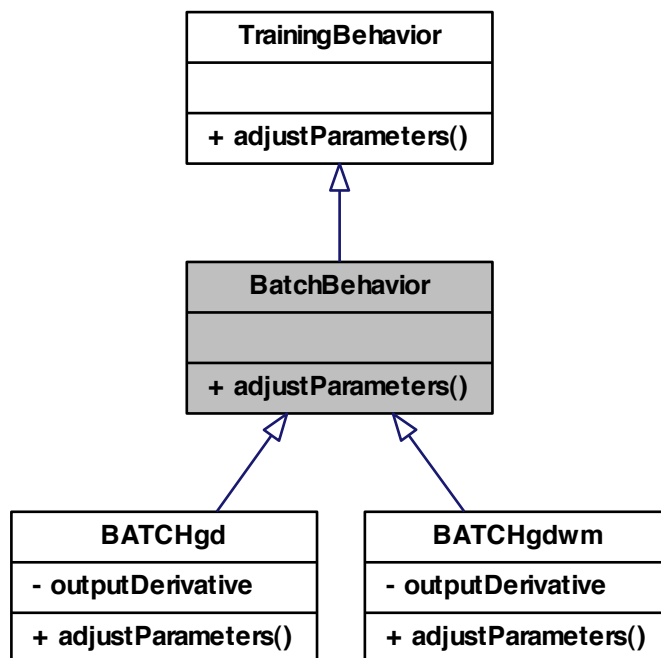 TrainingBehavior
+ adjustParameters()
BatchBehavior
+ adjustParameters()
BATCHgd
- outputDerivative
+ adjustParameters()
BATCHgdwm
- outputDerivative
+ adjustParameters()